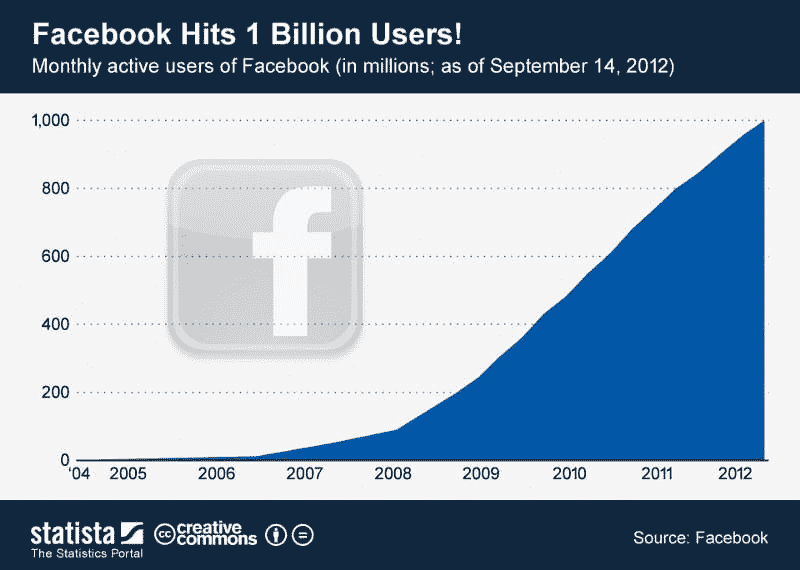 Facebook Hits 1 Billion Users!
Monthly active users of Facebook (in millions; as of September 14, 2012)
1,000
800
600
400
200
0
'04 2005 2006 2007 2008 2009 2010 2011 2012
f
statista
The Statistics Portal
cc creative commons
Source: Facebook